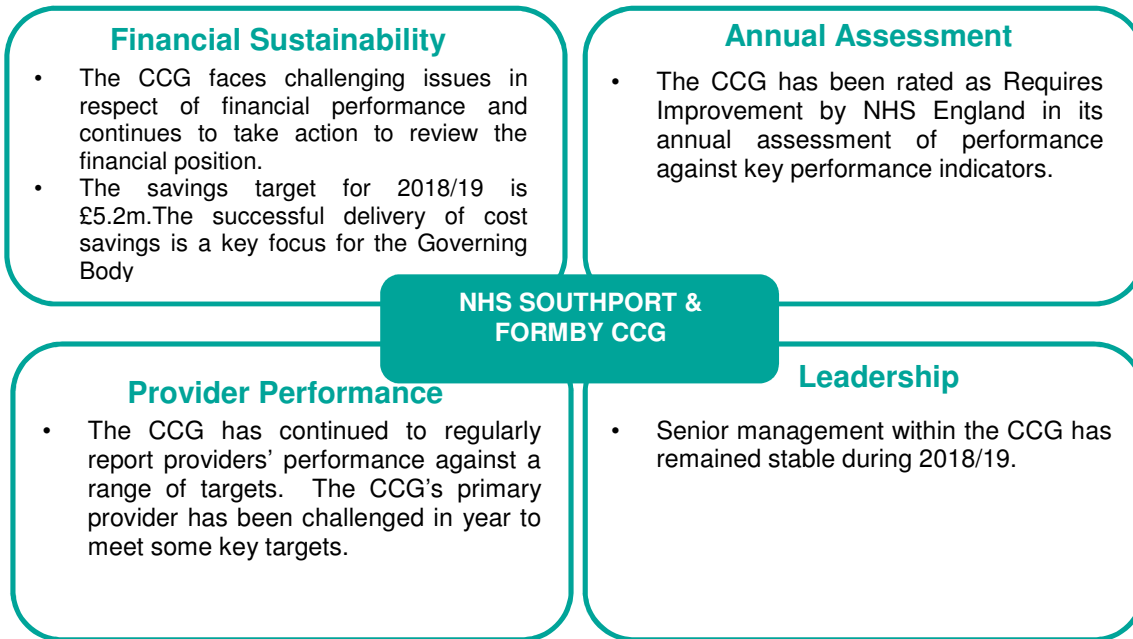 Financial Sustainability
• The CCG faces challenging issues in
respect of financial performance and
continues to take action to review the
financial position.
• The savings target for 2018/19 is
£5.2m.The successful delivery of cost
savings is a key focus for the Governing
Body
Annual Assessment
• The CCG has been rated as Requires
Improvement by NHS England in its
annual assessment of performance
against key performance indicators.
NHS SOUTHPORT &
FORMBY CCG
Provider Performance
• The CCG has continued to regularly
report providers’ performance against a
range of targets. The CCG’s primary
provider has been challenged in year to
meet some key targets.
Leadership
• Senior management within the CCG has
remained stable during 2018/19.